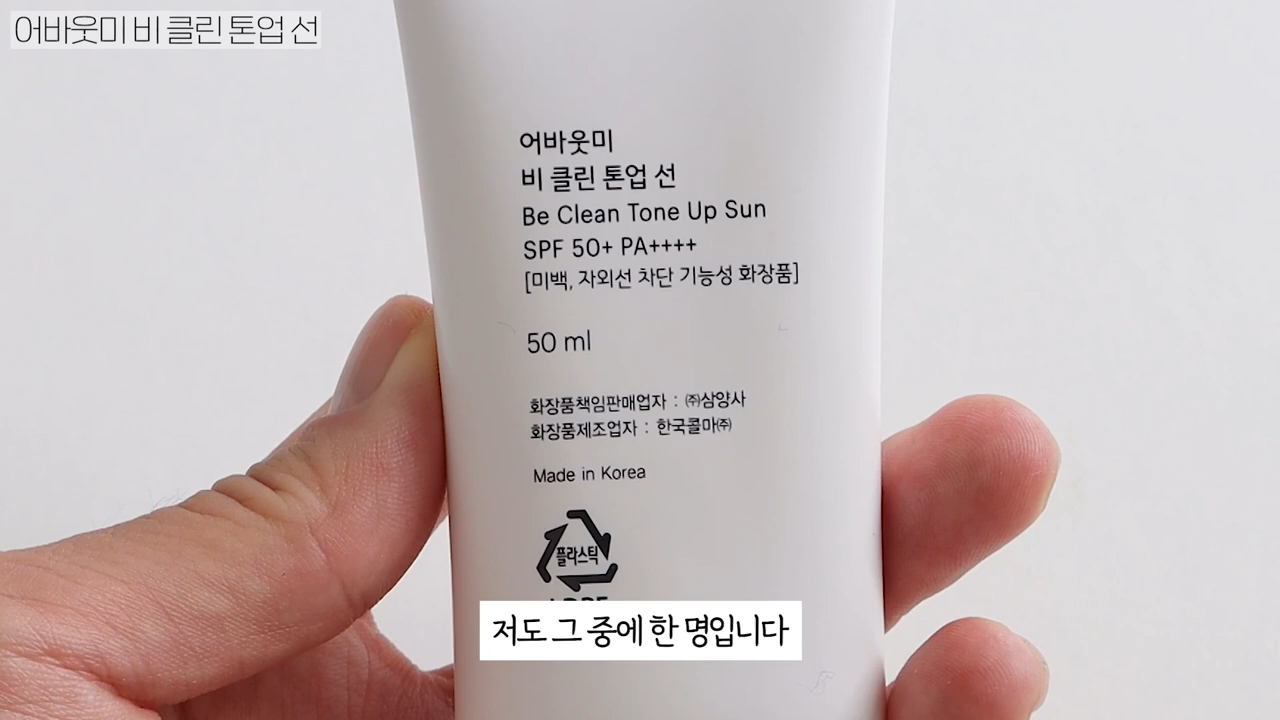 어바웃미 비 클린 톤업 선
어바웃미
비 클린 톤업 선
Be Clean Tone Up Sun
SPF 50+ PA++++
[미백, 자외선 차단 기능성 화장품]
50 ml
화장품책임판매업자 : ㈜삼양사
화장품제조업자 : 한국콜마㈜
Made in Korea
플라스틱
저도 그 중에 한 명입니다